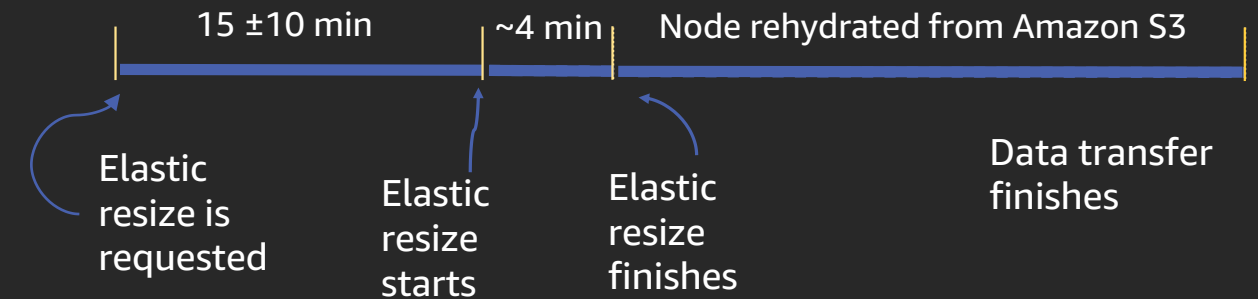 15 ±10 min
~4 min
Node rehydrated from Amazon S3
Elastic
resize is
requested
Elastic
resize
starts
Elastic
resize
finishes
Data transfer
finishes